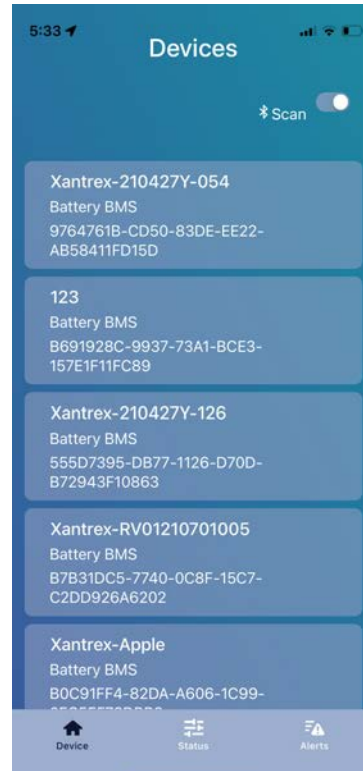 5:33
Devices
Scan
Xantrex-210427Y-054
Battery BMS
9764761B-CD50-83DE-EE22-
AB58411FD15D
123
Battery BMS
B691928C-9937-73A1-BCE3-
157E1F11FC89
Xantrex-210427Y-126
Battery BMS
555D7395-DB77-1126-D70D-
B72943F10863
Xantrex-RV01210701005
Battery BMS
B7B31DC5-7740-0C8F-15C7-
C2DD926A6202
Xantrex-Apple
Battery BMS
B0C91FF4-82DA-A606-1C99-
Device Status Alerts